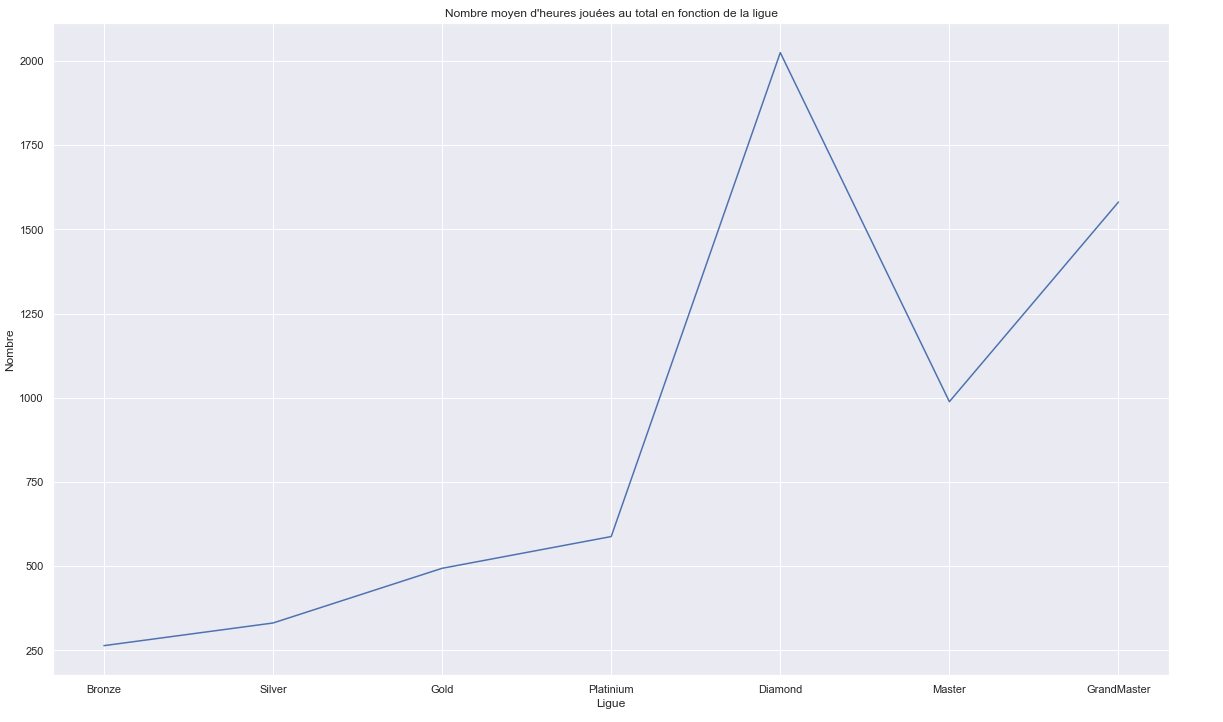 Nombre moyen d'heures jouées au total en fonction de la ligue
2000
1750
1500
1250
1000
750
500
250
Nombre
Bronze Silver Gold Platinium Diamond Master GrandMaster
Ligue